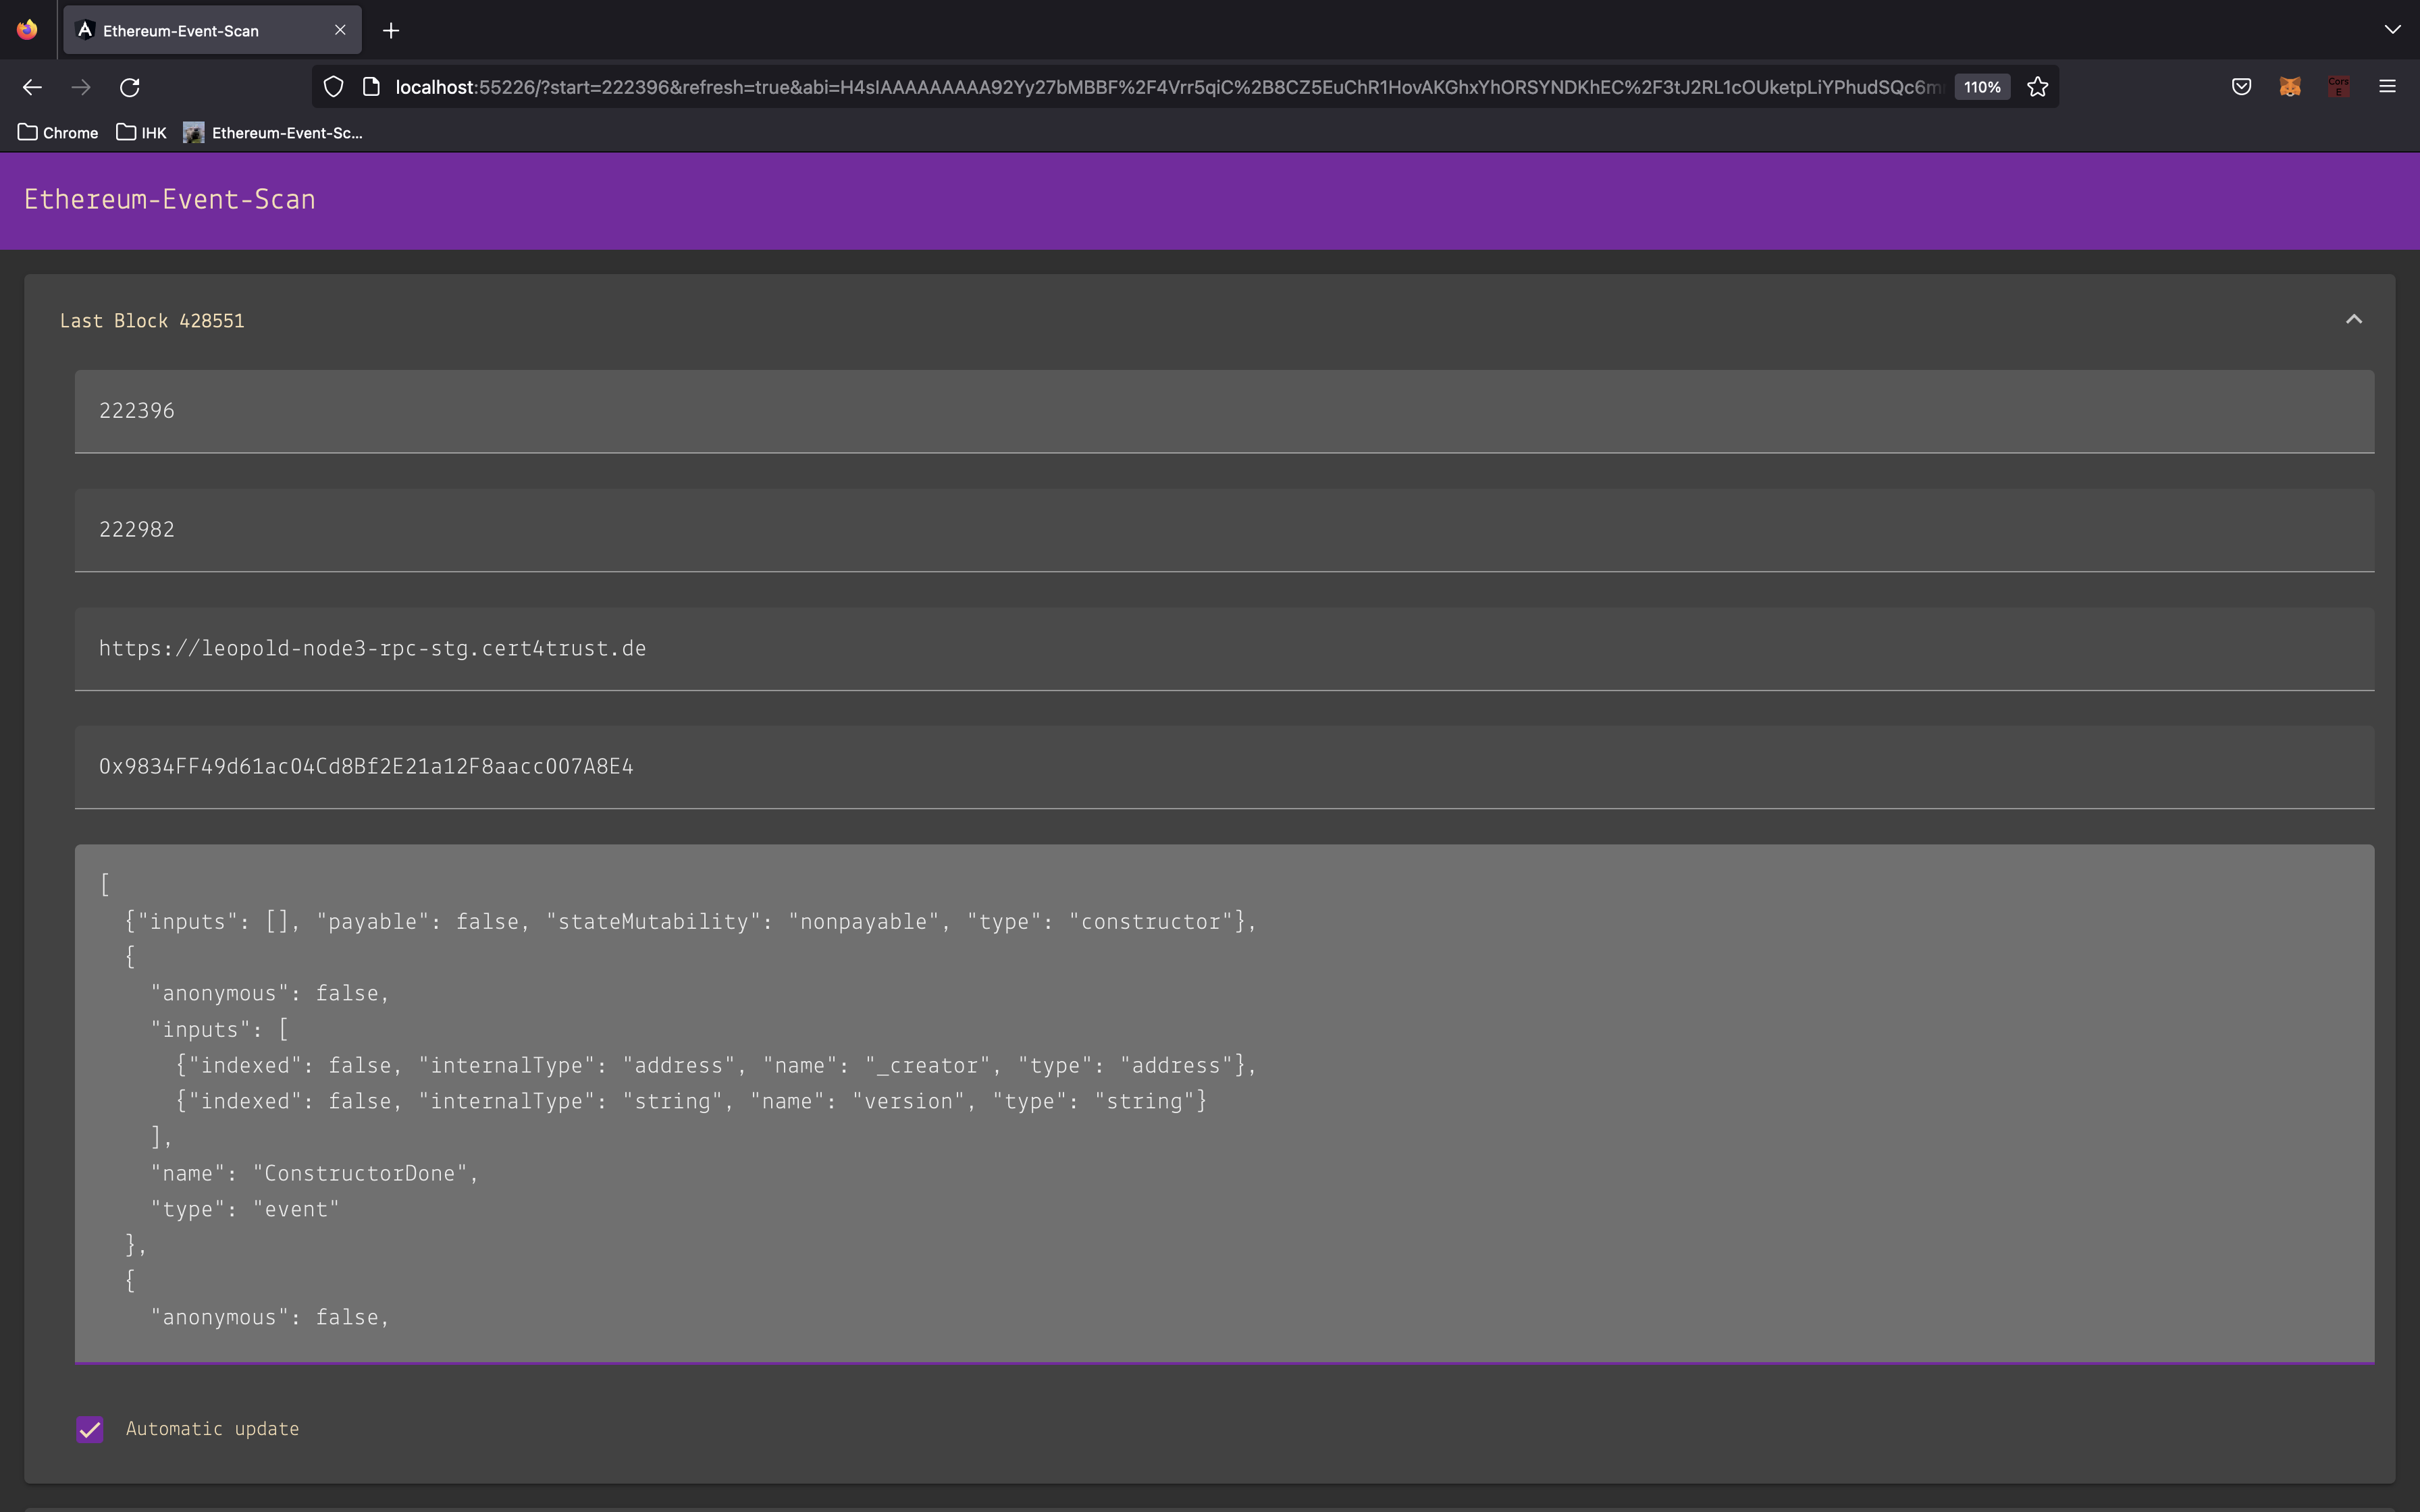 Ethereum-Event-Scan
localhost:55226/?start=222396&refresh=true&abi=H4sIAAAAAAAAA92Yy27bMBBF%2F4Vrr5qiC%2B8CZ5EuChR1HovAKGhxYhORSYNDKhEC%2F3tJ2RL1cOUketpLiYPhudSQc6m
110%
Cors
E
Chrome
IHK
Ethereum-Event-Sc...
Ethereum-Event-Scan
Last Block 428551
222396
222982
https://leopold-node3-rpc-stg.cert4trust.de
0x9834FF49d61ac04Cd8Bf2E21a12F8aacc007A8E4
[
{"inputs": [], "payable": false, "stateMutability": "nonpayable", "type": "constructor"},
{
"anonymous": false,
"inputs": [
{"indexed": false, "internalType": "address", "name": "_creator", "type": "address"},
{"indexed": false, "internalType": "string", "name": "version", "type": "string"}
],
"name": "ConstructorDone",
"type": "event"
},
{
"anonymous": false,
Automatic update